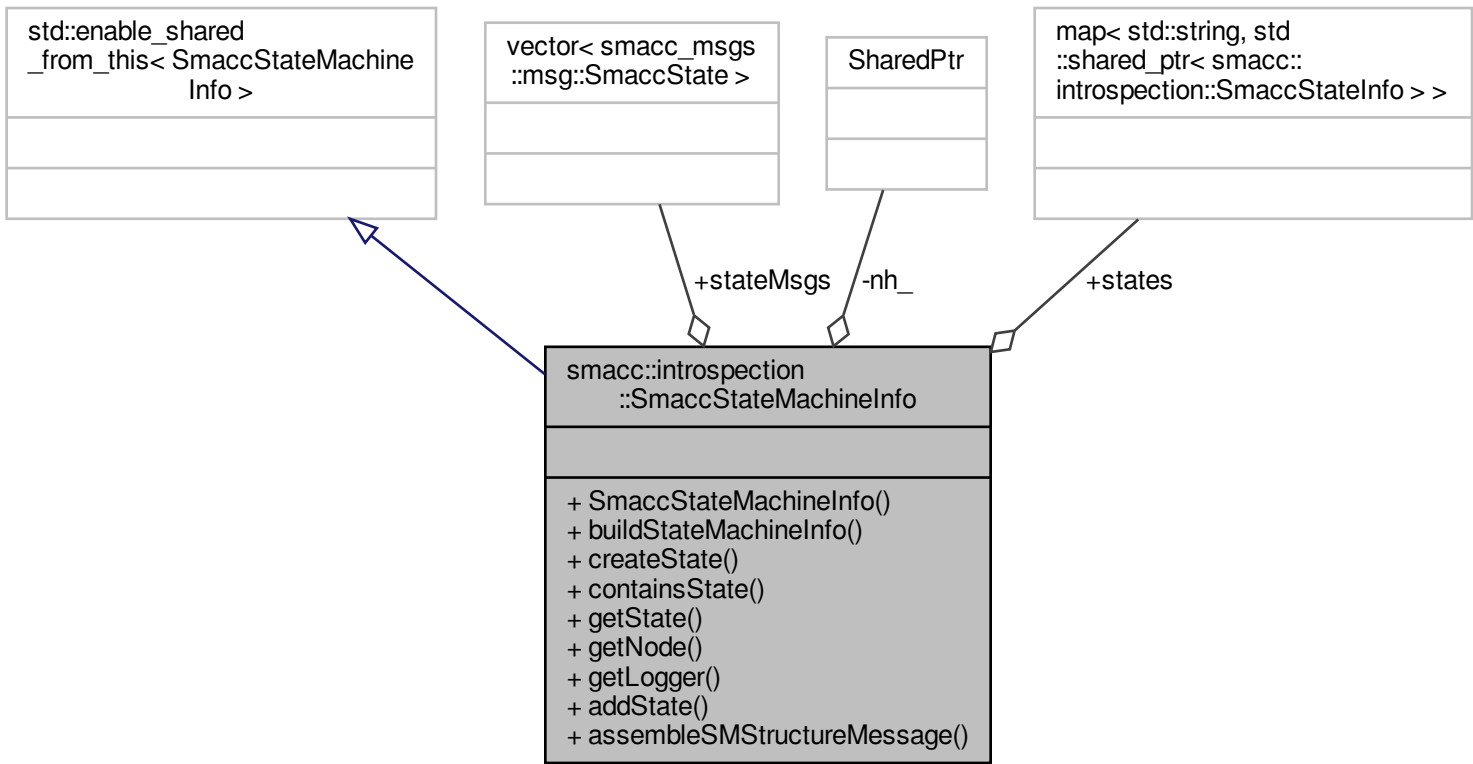 std::enable_shared
_from_this< SmaccStateMachine
Info >
vector< smacc_msgs
::msg::SmaccState >
SharedPtr
map< std::string, std
::shared_ptr< smacc::
introspection::SmaccStateInfo > >
+stateMsgs
-nh_
+states
smacc::introspection
::SmaccStateMachineInfo
+ SmaccStateMachineInfo()
+ buildStateMachineInfo()
+ createState()
+ containsState()
+ getState()
+ getNode()
+ getLogger()
+ addState()
+ assembleSMStructureMessage()